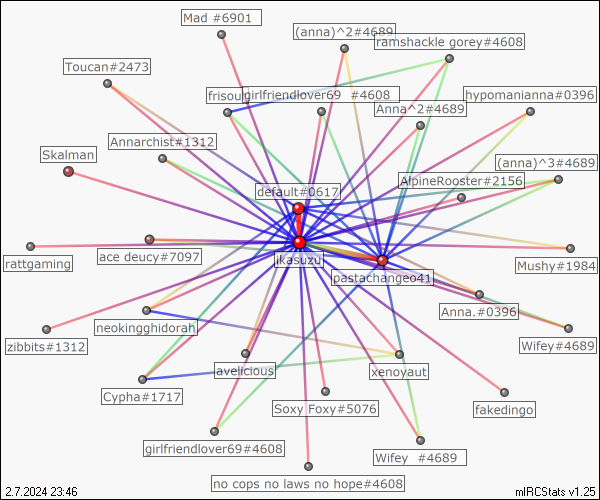 Mad #6901
(anna)^2#4689
ramshackle gorey#4608
Toucan#2473
frisou
girlfriendlover69 #4608
hypomanianna#0396
Anna^2#4689
Annarchist#1312
Skalman
(anna)^3#4689
AlpineRooster#2156
default#0617
rattgaming
ace deucy#7097
jkasuzu
Mushy#1984
pastachangeo41
Anna.#0396
neokingghidorah
zibbits#1312
Wifey#4689
avelicious
xenoyaut
Cypha#1717
Soxy Foxy#5076
fakedingo
girlfriendlover69#4608
Wifey #4689
no cops no laws no hope#4608
2.7.2024 23:46
mIRCStats v1.25